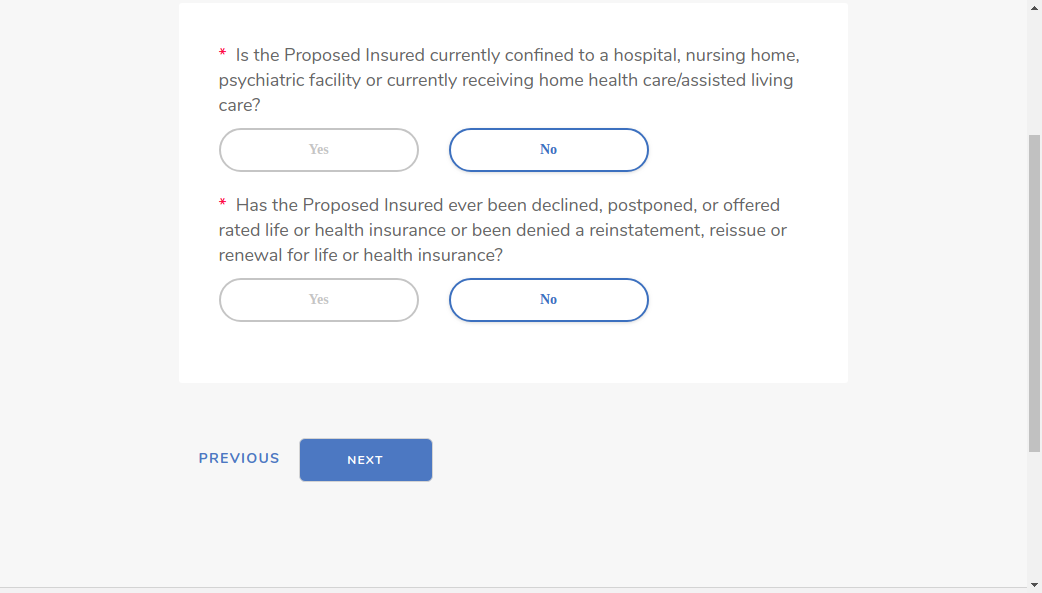 * Is the Proposed Insured currently confined to a hospital, nursing home,
psychiatric facility or currently receiving home health care/assisted living
care?
Yes No
* Has the Proposed Insured ever been declined, postponed, or offered
rated life or health insurance or been denied a reinstatement, reissue or
renewal for life or health insurance?
Yes No
PREVIOUS NEXT